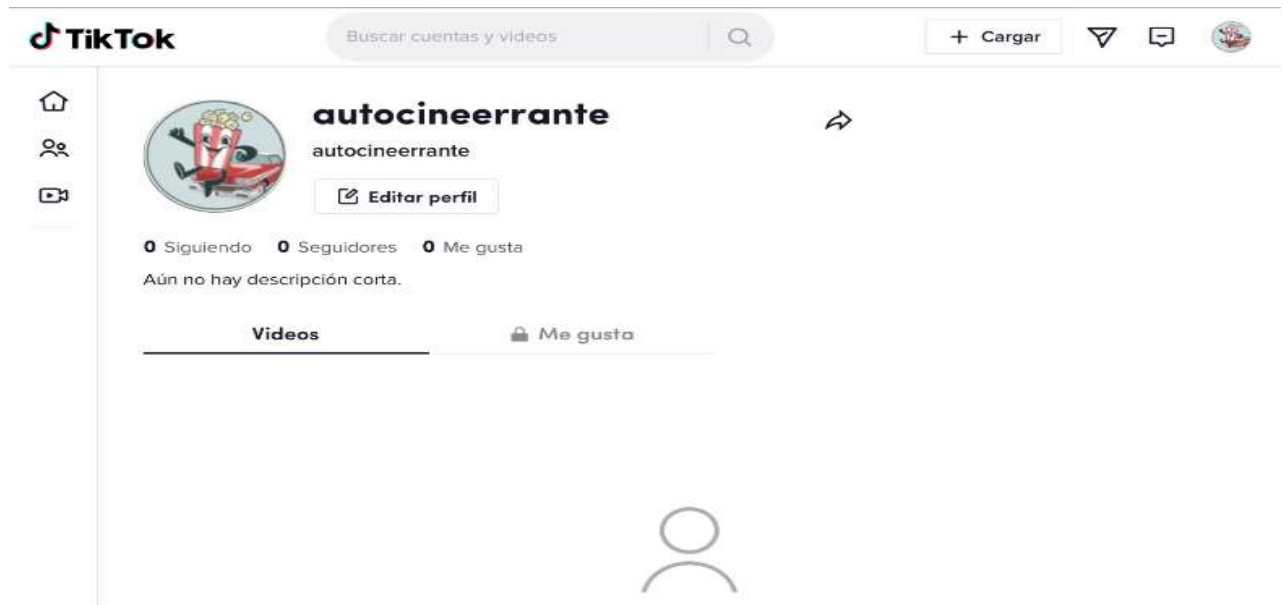 TikTok
Buscar cuentas y videos
+ Cargar
autocineerrante
autocineerrante
Editar perfil
0 Siguiendo 0 Seguidores 0 Me gusta
Aún no hay descripción corta.
Videos
Me gusta